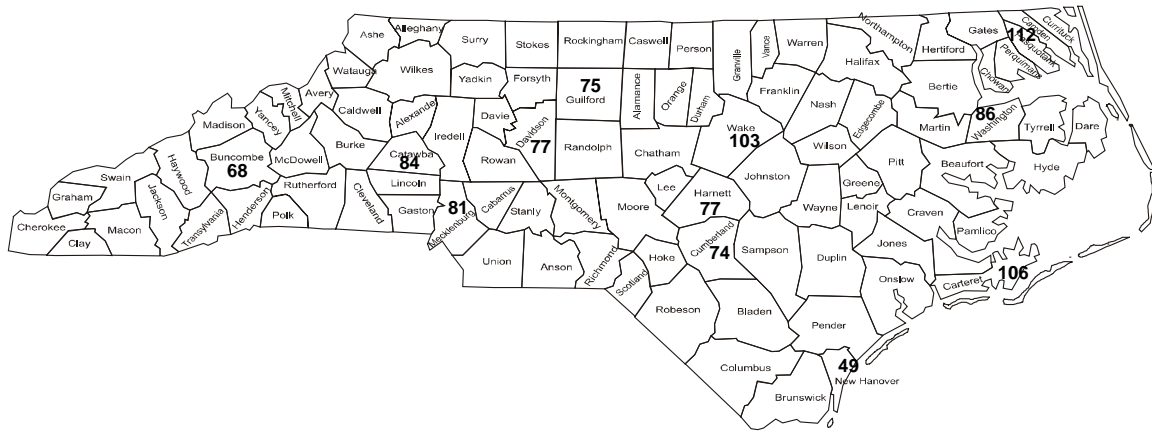 Ashe
Alleghany
Surry
Stokes
Rockingham
Caswell
Person
Granville
Vance
Warren
Northampton
Gates
Camden
Currituck
112
Pasquotank
Perquimans
Chowan
Hertiford
Halifax
Watauga
Wilkes
Yadkin
Forsyth
75
Guilford
Alamance
Orange
Durham
Franklin
Nash
Edgecombe
Bertie
Mitchell
Avery
Yancey
Caldwell
Alexander
Iredell
Davie
Davidson
77
Randolph
Chatham
Wake
103
Wilson
Martin
86
Washington
Tyrrell
Dare
Madison
Buncombe
68
McDowell
Burke
Catawba
84
Rowan
Johnston
Pitt
Beaufort
Hyde
Haywood
Swain
Graham
Jackson
Rutherford
Cleveland
Lincoln
Gaston
81
Mecklenburg
Cabarrus
Stanly
Montgomery
Moore
Lee
Harnett
77
Wayne
Greene
Lenoir
Craven
Pamlico
Cherokee
Clay
Macon
Transylvania
Henderson
Polk
Union
Anson
Richmond
Scotland
Hoke
Cumberland
74
Sampson
Duplin
Jones
Onslow
Carteret
106
Robeson
Bladen
Pender
Columbus
Brunswick
49
New Hanover